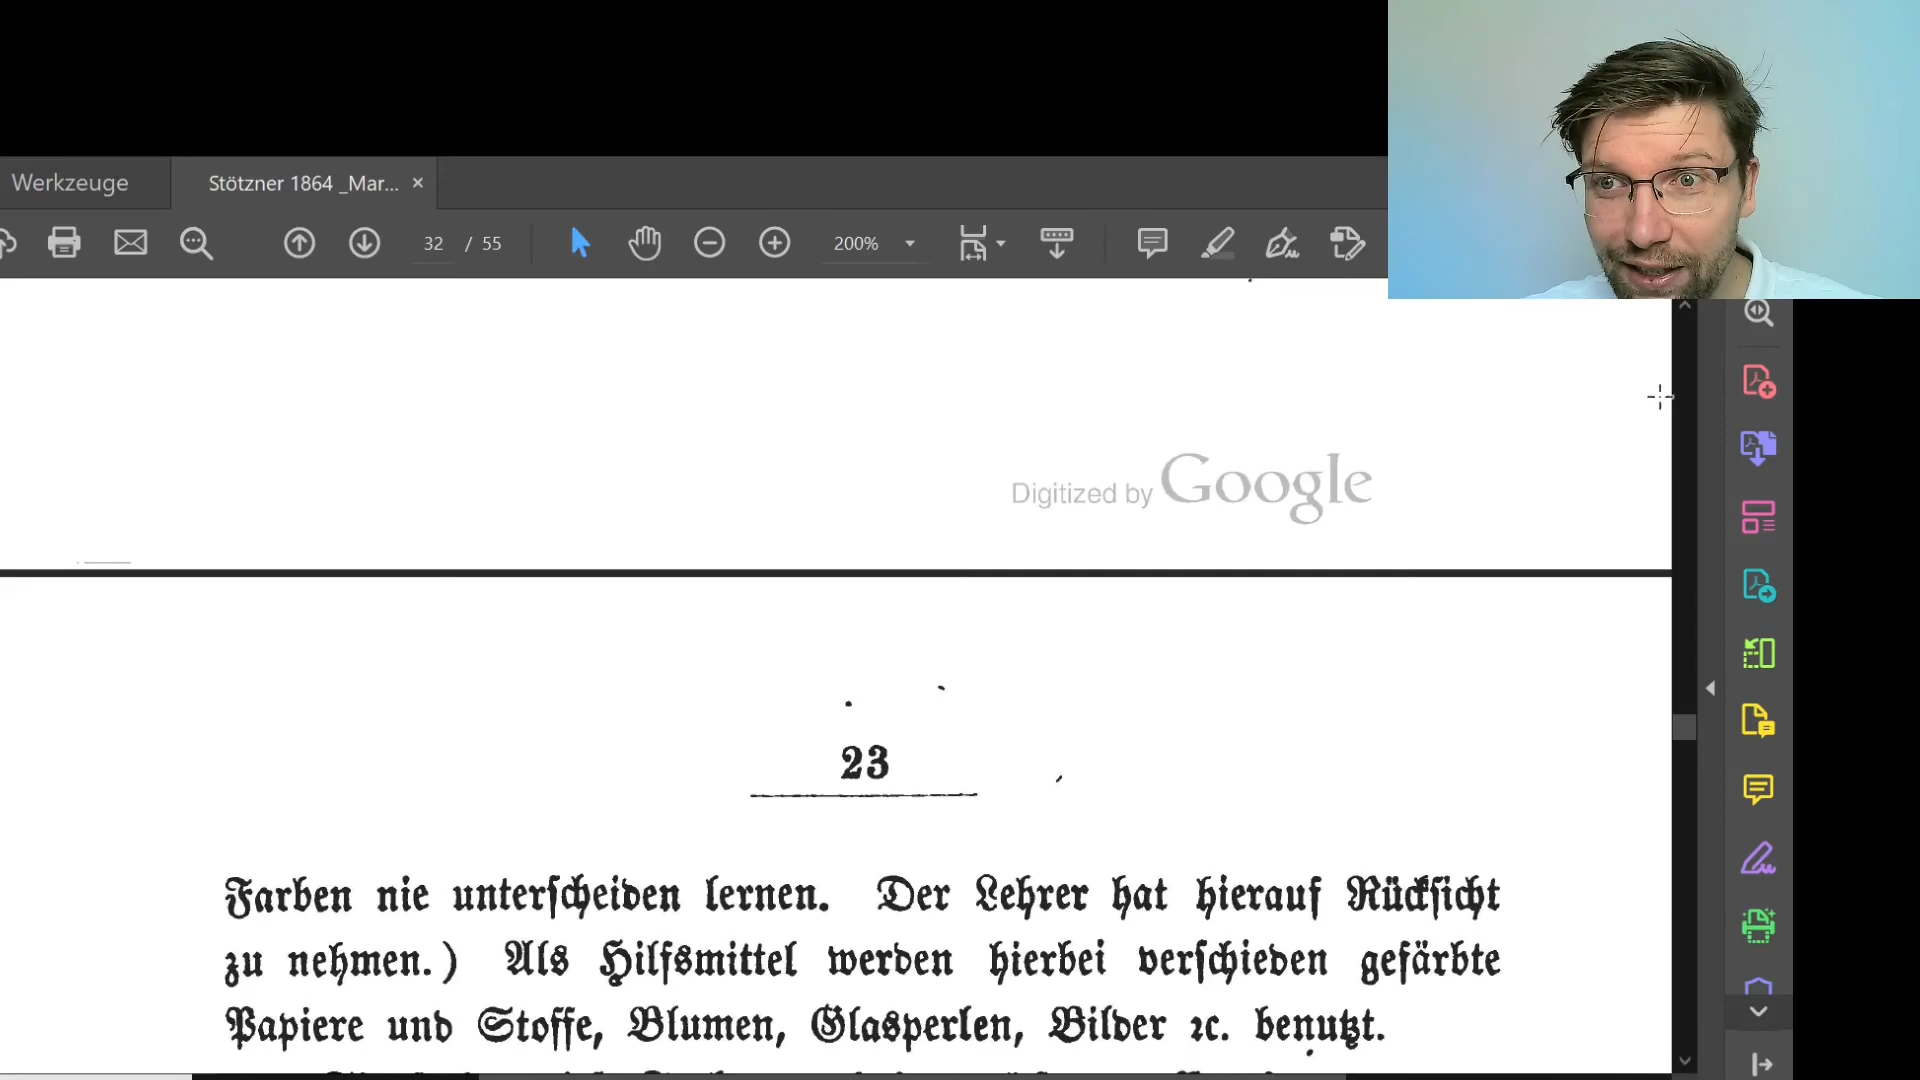 Werkzeuge
Stötzner 1864 _Mar... ×
32 / 55
200%
Digitized by Google
23
Farben nie unterſcheiden lernen. Der Lehrer hat hierauf Rückſicht
zu nehmen.) Als Hilfsmittel werden hierbei verſchieden gefärbte
Papiere und Stoffe, Blumen, Glasperlen, Bilder ꝛc. benutzt.